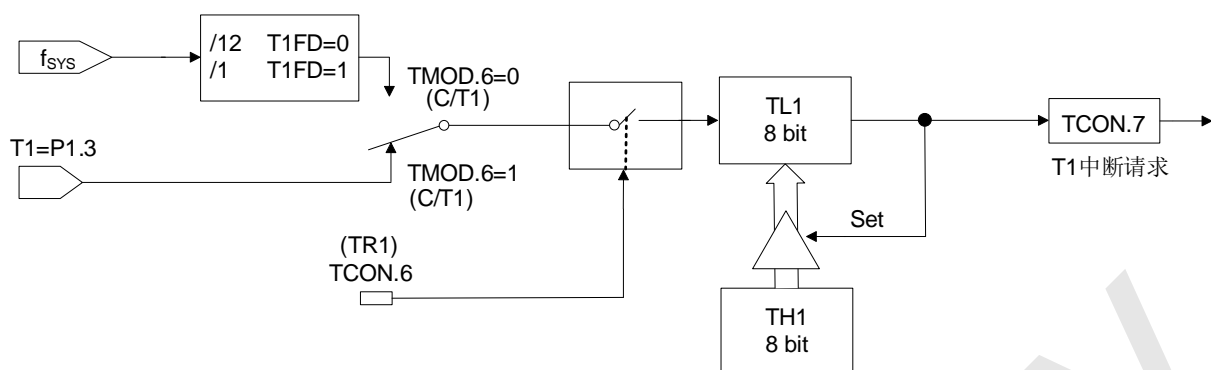 fSYS
/12 T1FD=0
/1 T1FD=1
TMOD.6=0
(C/T1)
T1=P1.3
TMOD.6=1
(C/T1)
(TR1)
TCON.6
TL1
8 bit
TCON.7
T1中断请求
Set
TH1
8 bit